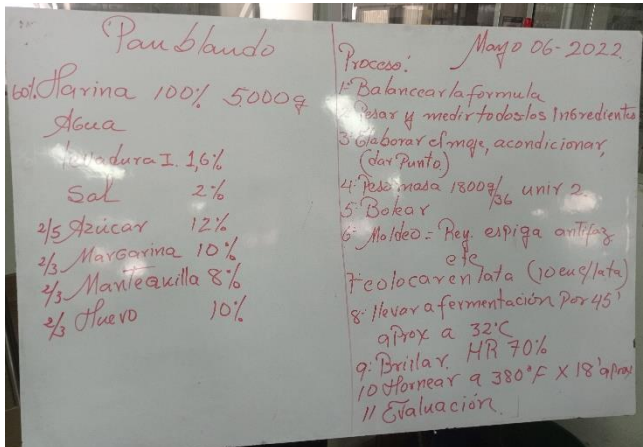 Pan blando
60% Harina 100% 5000g
Agua
Levadura I. 1,6%
Sal 2%
2/5 Azúcar 12%
2/3 Margarina 10%
2/3 Mantequilla 8%
2/3 Huevo 10%
Mayo 06-2022
Proceso:
1- Balancear la formula
2- Pesar y medir todos los Ingredientes
3- Elaborar el moje, acondicionar,
(dar Punto.)
4- Peso masa 1800g/36 unir 2.
5- Bolear
6- Moldeo = Rey. espiga antifaz
etc
7 colocar en lata (10 /lata)
8- llevar a fermentación Por 45'
aprox a 32°C
9- Brillar. HR 70%
10 Hornear a 380°F X 18' aprox
11 Evaluación.